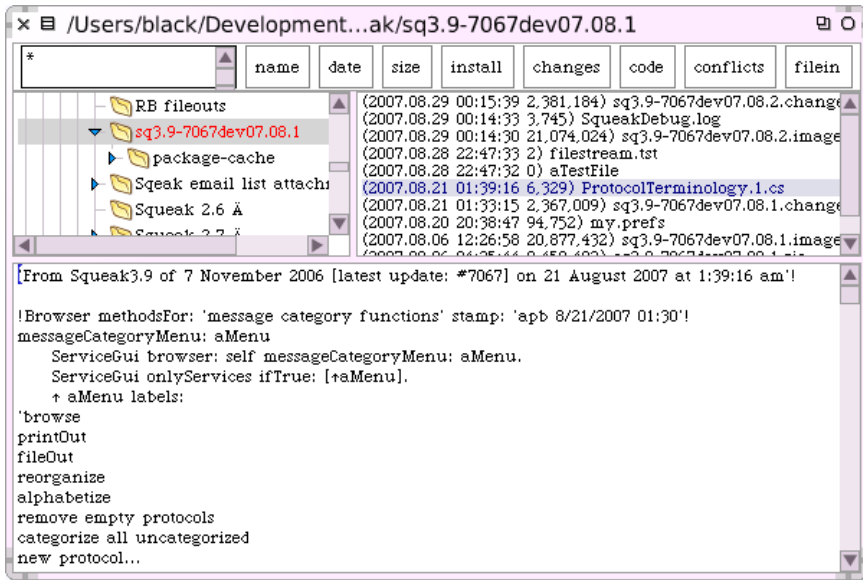 /Users/black/Development...ak/sq3.9-7067dev07.08.1
*
name date size install changes code conflicts filein
RB fileouts
sq3.9-7067dev07.08.1
package-cache
Sqeak email list attach
Squeak 2.6 Ä
Squeak 2.7 Ä
(2007.08.29 00:15:39 2,381,184) sq3.9-7067dev07.08.2.change
(2007.08.29 00:14:33 3,745) SqueakDebug.log
(2007.08.29 00:14:30 21,074,024) sq3.9-7067dev07.08.2.image
(2007.08.28 22:47:33 2) filestream.tst
(2007.08.28 22:47:32 0) aTestFile
(2007.08.21 01:39:16 6,329) ProtocolTerminology.1.cs
(2007.08.21 01:33:15 2,367,009) sq3.9-7067dev07.08.1.change
(2007.08.20 20:38:47 94,752) my.prefs
(2007.08.06 12:26:58 20,877,432) sq3.9-7067dev07.08.1.image
'From Squeak3.9 of 7 November 2006 [latest update: #7067] on 21 August 2007 at 1:39:16 am'!
!Browser methodsFor: 'message category functions' stamp: 'apb 8/21/2007 01:30'!
messageCategoryMenu: aMenu
ServiceGui browser: self messageCategoryMenu: aMenu.
ServiceGui onlyServices ifTrue: [↑aMenu].
↑ aMenu labels:
'browse
printOut
fileOut
reorganize
alphabetize
remove empty protocols
categorize all uncategorized
new protocol...